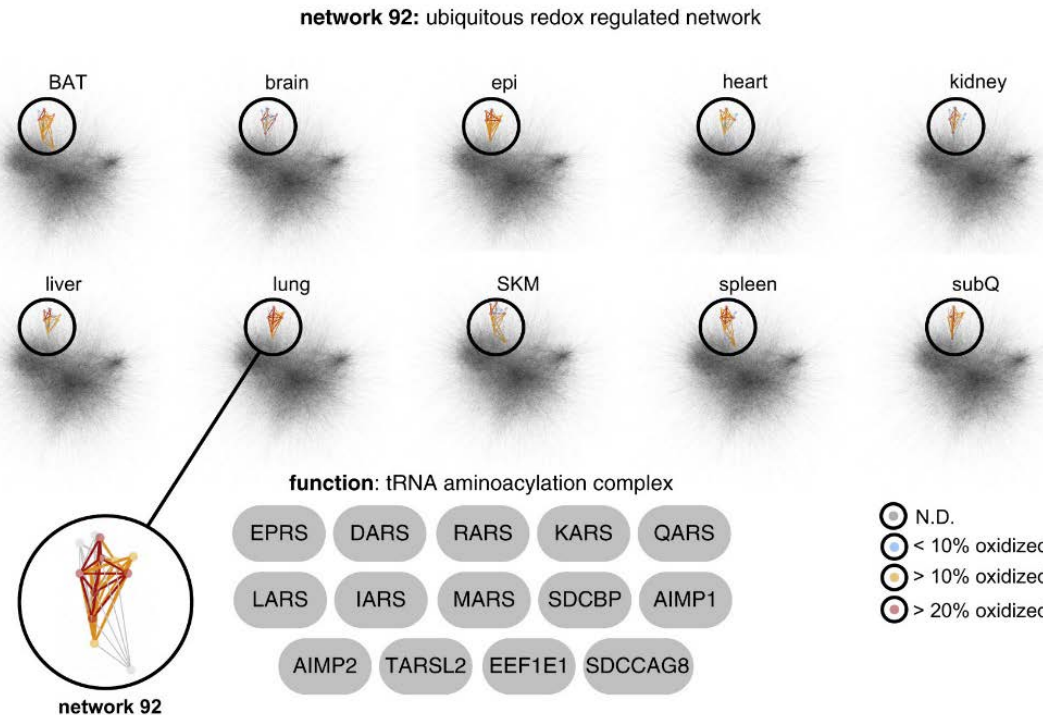 network 92: ubiquitous redox regulated network
BAT brain epi heart kidney
liver lung SKM spleen subQ
function: tRNA aminoacylation complex
EPRS DARS RARS KARS QARS
LARS IARS MARS SDCBP AIMP1
AIMP2 TARSL2 EEF1E1 SDCCAG8
N.D.
< 10% oxidized
> 10% oxidized
> 20% oxidized
network 92